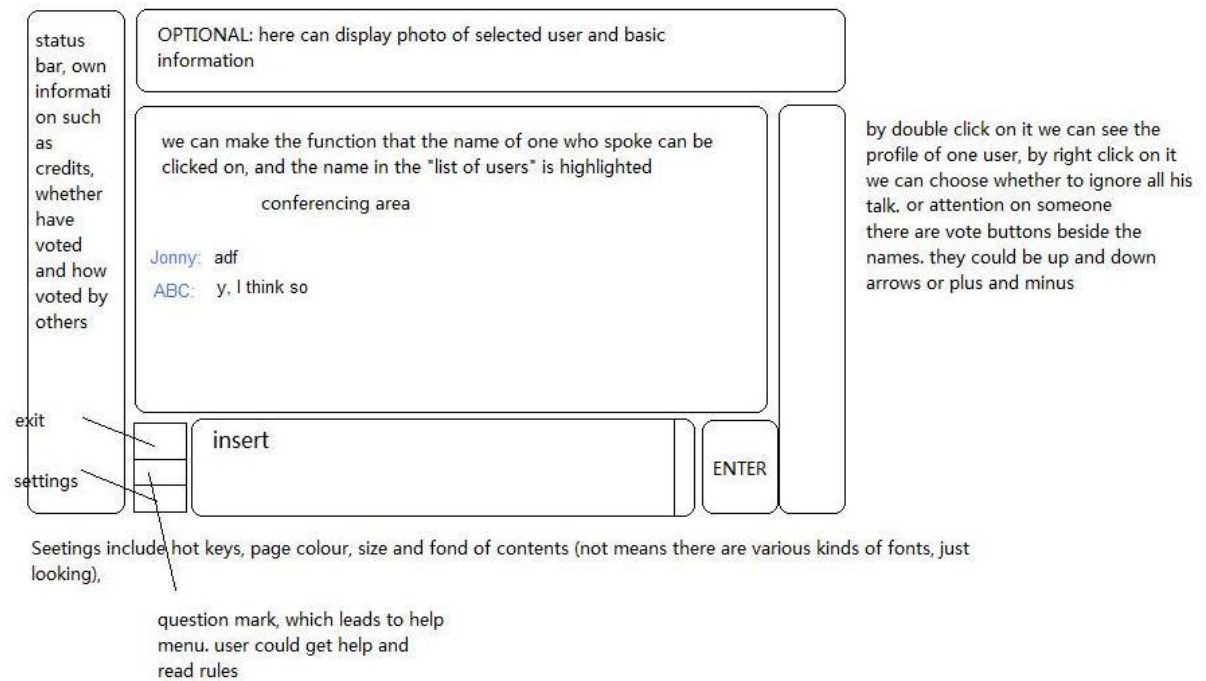 status
bar, own
informati
on such
as
credits,
whether
have
voted
and how
voted by
others
OPTIONAL: here can display photo of selected user and basic
information
we can make the function that the name of one who spoke can be
clicked on, and the name in the "list of users" is highlighted
conferencing area
Jonny: adf
ABC: y, I think so
by double click on it we can see the
profile of one user, by right click on it
we can choose whether to ignore all his
talk. or attention on someone
there are vote buttons beside the
names. they could be up and down
arrows or plus and minus
exit
settings
insert
ENTER
Seetings include hot keys, page colour, size and fond of contents (not means there are various kinds of fonts, just
looking),
question mark, which leads to help
menu. user could get help and
read rules